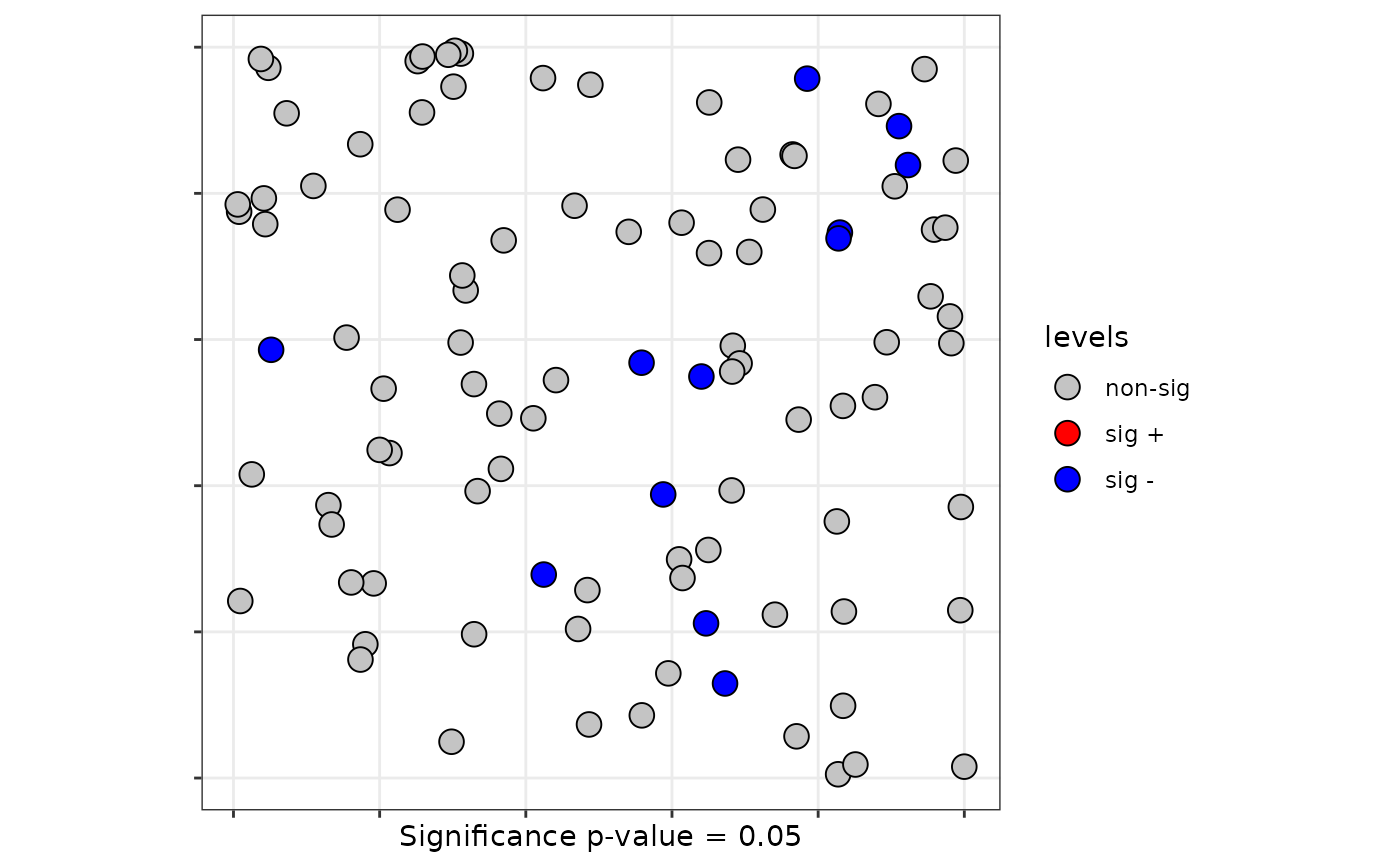 levels
non-sig
sig +
sig -
Significance p-value = 0.05